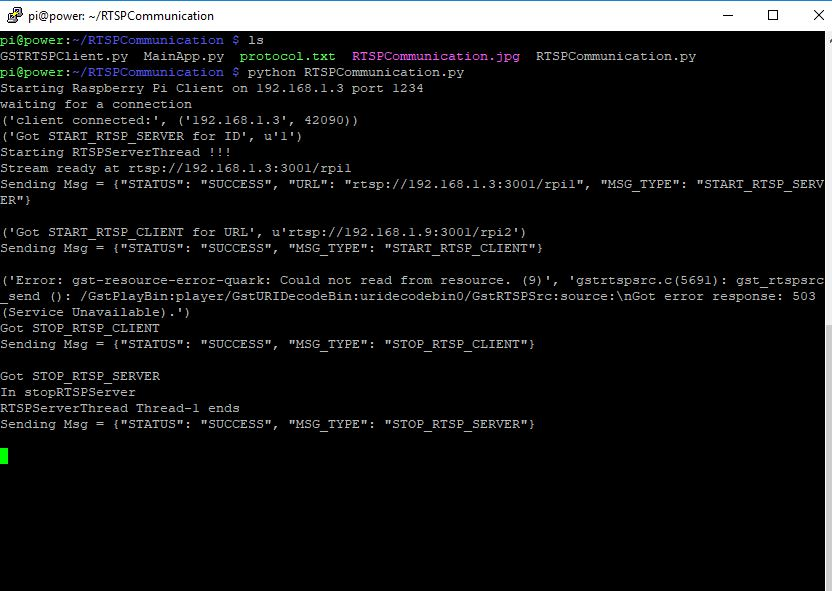 pi@power: ~/RTSPCommunication
pi@power:~/RTSPCommunication $ ls
GSTRTSPClient.py  MainApp.py  protocol.txt  RTSPCommunication.jpg  RTSPCommunication.py
pi@power:~/RTSPCommunication $ python RTSPCommunication.py
Starting Raspberry Pi Client on 192.168.1.3 port 1234
waiting for a connection
('client connected:', ('192.168.1.3', 42090))
('Got START_RTSP_SERVER for ID', u'1')
Starting RTSPServerThread !!!
Stream ready at rtsp://192.168.1.3:3001/rpi1
Sending Msg = {"STATUS": "SUCCESS", "URL": "rtsp://192.168.1.3:3001/rpi1", "MSG_TYPE": "START_RTSP_SERV
ER"}
('Got START_RTSP_CLIENT for URL', u'rtsp://192.168.1.9:3001/rpi2')
Sending Msg = {"STATUS": "SUCCESS", "MSG_TYPE": "START_RTSP_CLIENT"}
('Error: gst-resource-error-quark: Could not read from resource. (9)', 'gstrtspsrc.c(5691): gst_rtspsrc
_send (): /GstPlayBin:player/GstURIDecodeBin:uridecodebin0/GstRTSPSrc:source:\nGot error response: 503
(Service Unavailable).')
Got STOP_RTSP_CLIENT
Sending Msg = {"STATUS": "SUCCESS", "MSG_TYPE": "STOP_RTSP_CLIENT"}
Got STOP_RTSP_SERVER
In stopRTSPServer
RTSPServerThread Thread-1 ends
Sending Msg = {"STATUS": "SUCCESS", "MSG_TYPE": "STOP_RTSP_SERVER"}